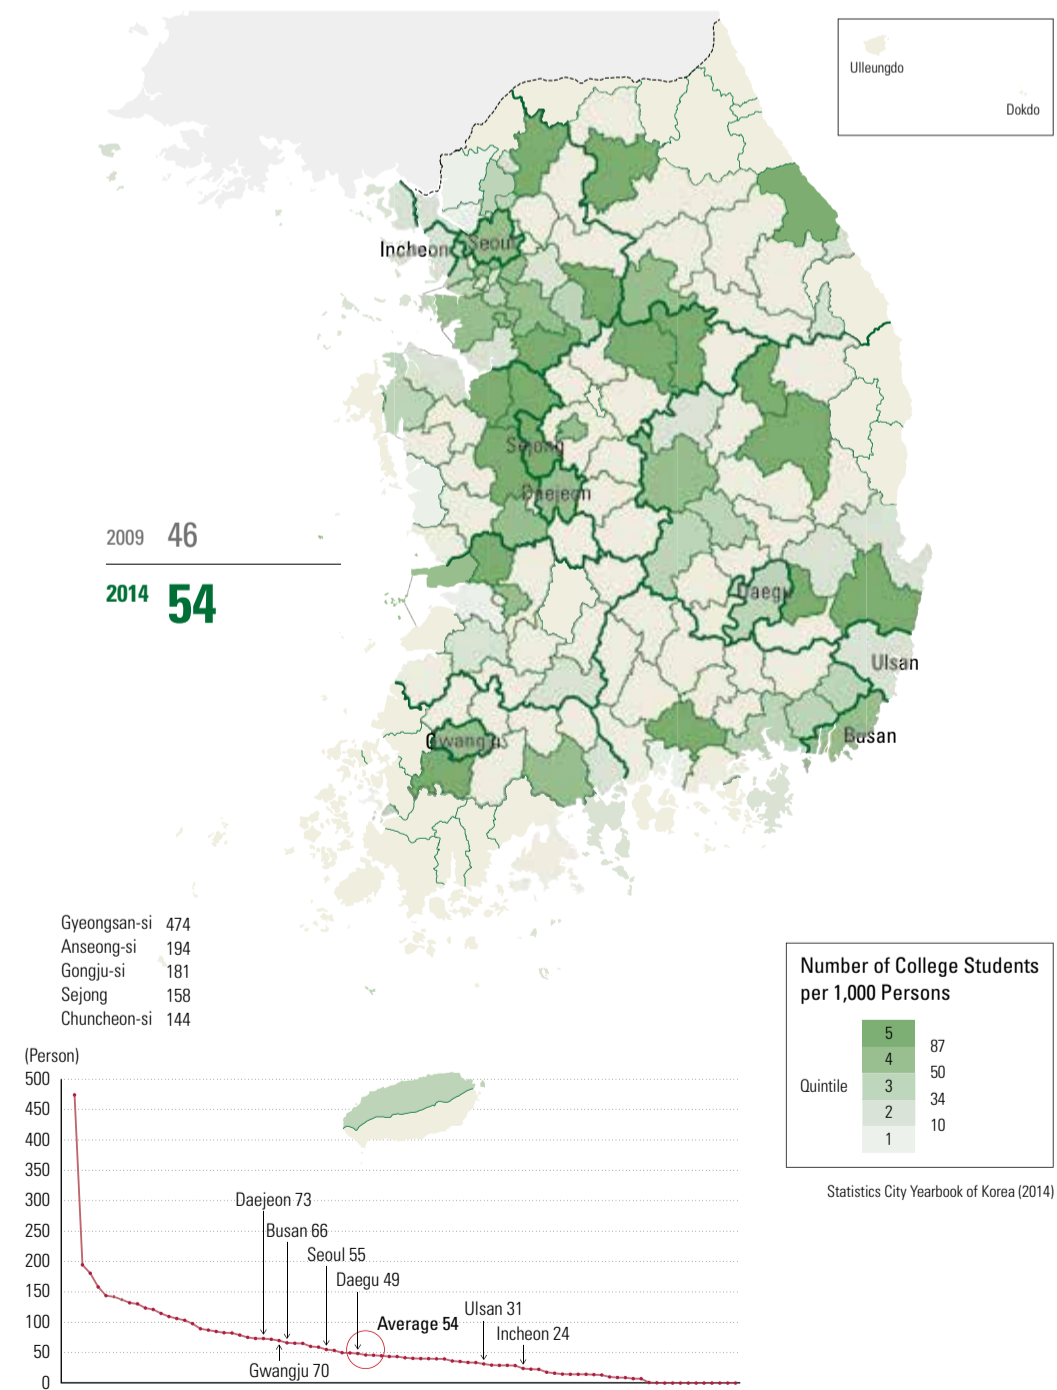 Ulleungdo
Dokdo
Incheon
Seoul
Sejong
Daejeon
2009 46
2014 54
Daegu
Ulsan
Gwangju
Busan
Gyeongsan-si 474
Anseong-si 194
Gongju-si 181
Sejong 158
Chuncheon-si 144
Number of College Students
per 1,000 Persons
Quintile
5
87
4
50
3
34
2
10
1
Statistics City Yearbook of Korea (2014)
(Person)
500
450
400
350
300
250
200
150
100
50
0
Daejeon 73
Busan 66
Seoul 55
Daegu 49
Average 54
Ulsan 31
Incheon 24
Gwangju 70